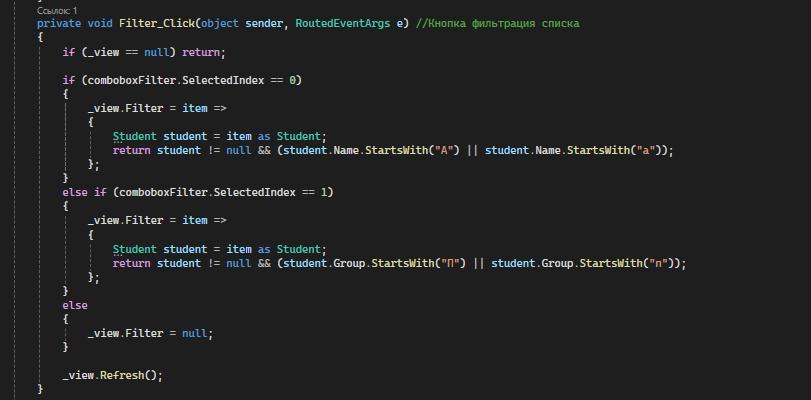 Ссылок: 1
private void Filter_Click(object sender, RoutedEventArgs e) //Кнопка фильтрация списка
{
if (_view == null) return;
if (comboboxFilter.SelectedIndex == 0)
{
_view.Filter = item =>
{
Student student = item as Student;
return student != null && (student.Name.StartsWith("А") || student.Name.StartsWith("а"));
};
}
else if (comboboxFilter.SelectedIndex == 1)
{
_view.Filter = item =>
{
Student student = item as Student;
return student != null && (student.Group.StartsWith("П") || student.Group.StartsWith("п"));
};
}
else
{
_view.Filter = null;
}
_view.Refresh();
}